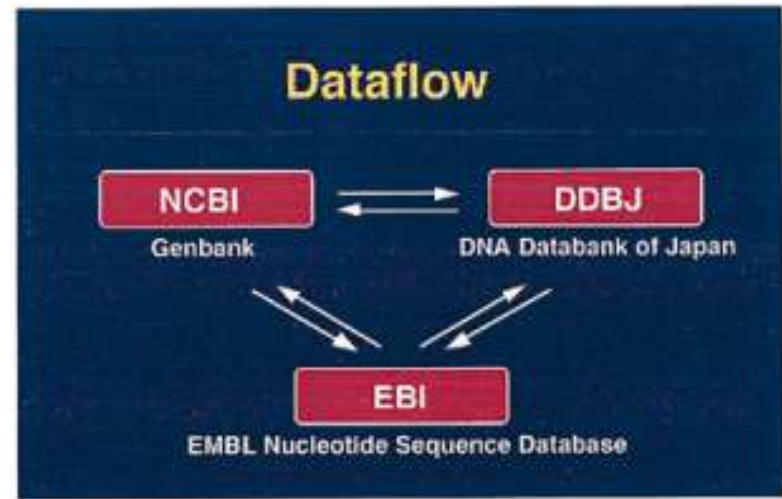 Dataflow
NCBI
DDBJ
Genbank
DNA Databank of Japan
EBI
EMBL Nucleotide Sequence Database